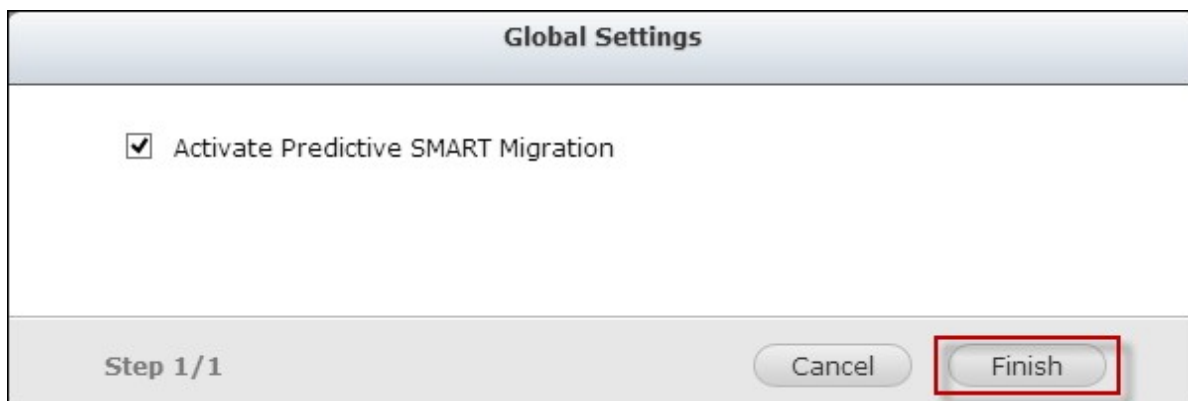 Global Settings
Activate Predictive SMART Migration
Step 1/1 Cancel Finish